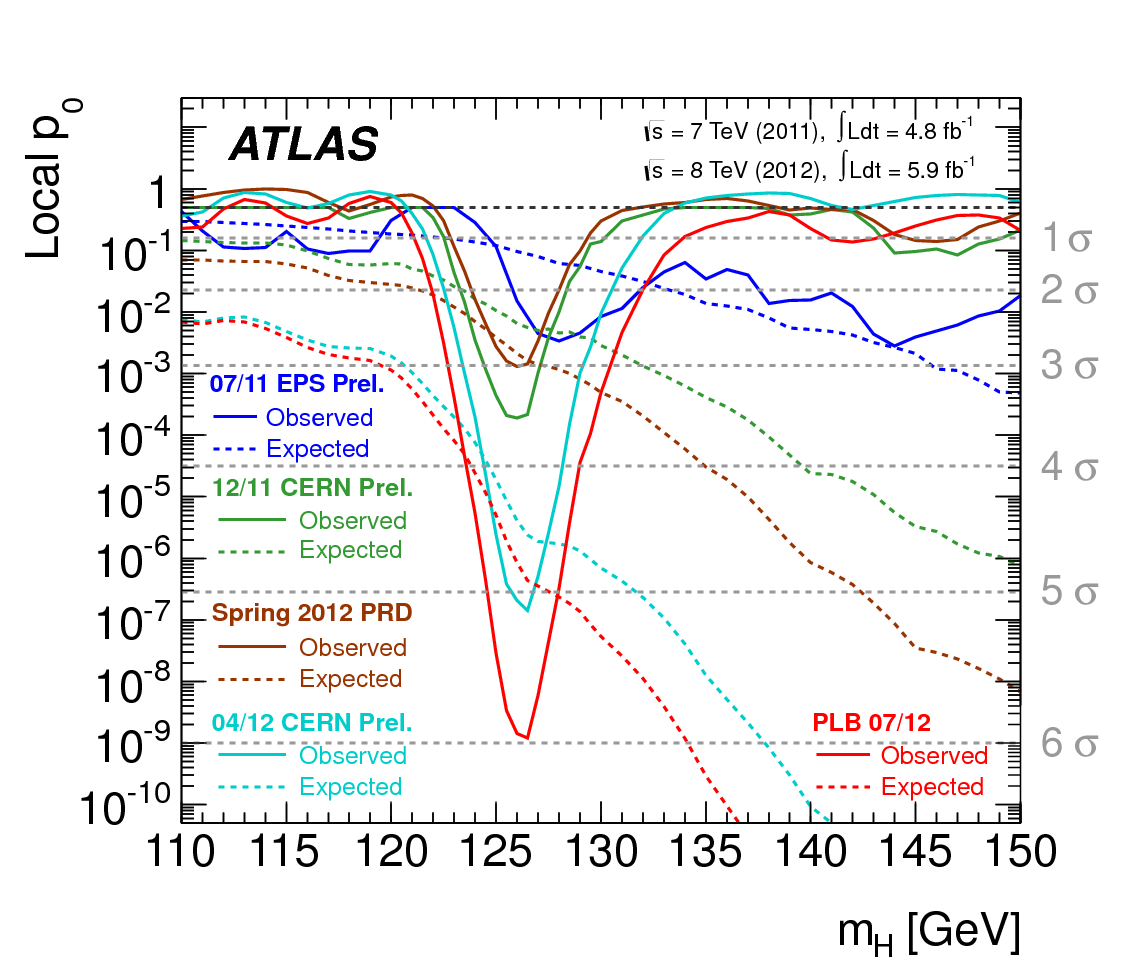 ATLAS
√s = 7 TeV (2011), ∫Ldt = 4.8 fb⁻¹
√s = 8 TeV (2012), ∫Ldt = 5.9 fb⁻¹
Local p₀
1
10⁻¹
10⁻²
10⁻³
10⁻⁴
10⁻⁵
10⁻⁶
10⁻⁷
10⁻⁸
10⁻⁹
10⁻¹⁰
1 σ
2 σ
3 σ
4 σ
5 σ
6 σ
07/11 EPS Prel.
Observed
Expected
12/11 CERN Prel.
Observed
Expected
Spring 2012 PRD
Observed
Expected
04/12 CERN Prel.
Observed
Expected
PLB 07/12
Observed
Expected
110 115 120 125 130 135 140 145 150
m_H [GeV]